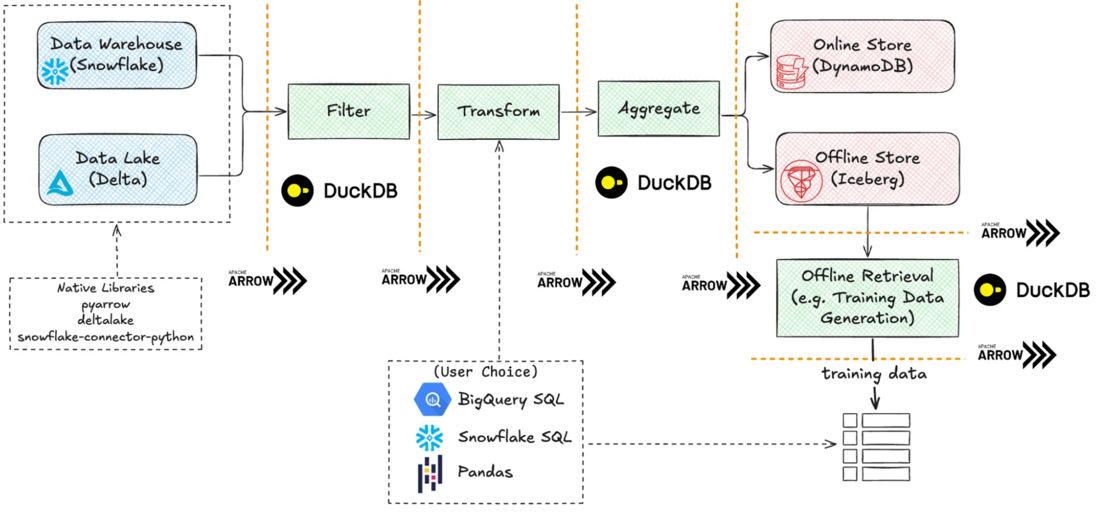 Data Warehouse
(Snowflake)
Data Lake
(Delta)
Native Libraries
pyarrow
deltalake
snowflake-connector-python
Filter
DuckDB
Transform
Aggregate
DuckDB
Online Store
(DynamoDB)
Offline Store
(Iceberg)
APACHE
ARROW
APACHE
ARROW
APACHE
ARROW
APACHE
ARROW
APACHE
ARROW
Offline Retrieval
(e.g. Training Data
Generation)
DuckDB
APACHE
ARROW
training data
(User Choice)
BigQuery SQL
Snowflake SQL
Pandas